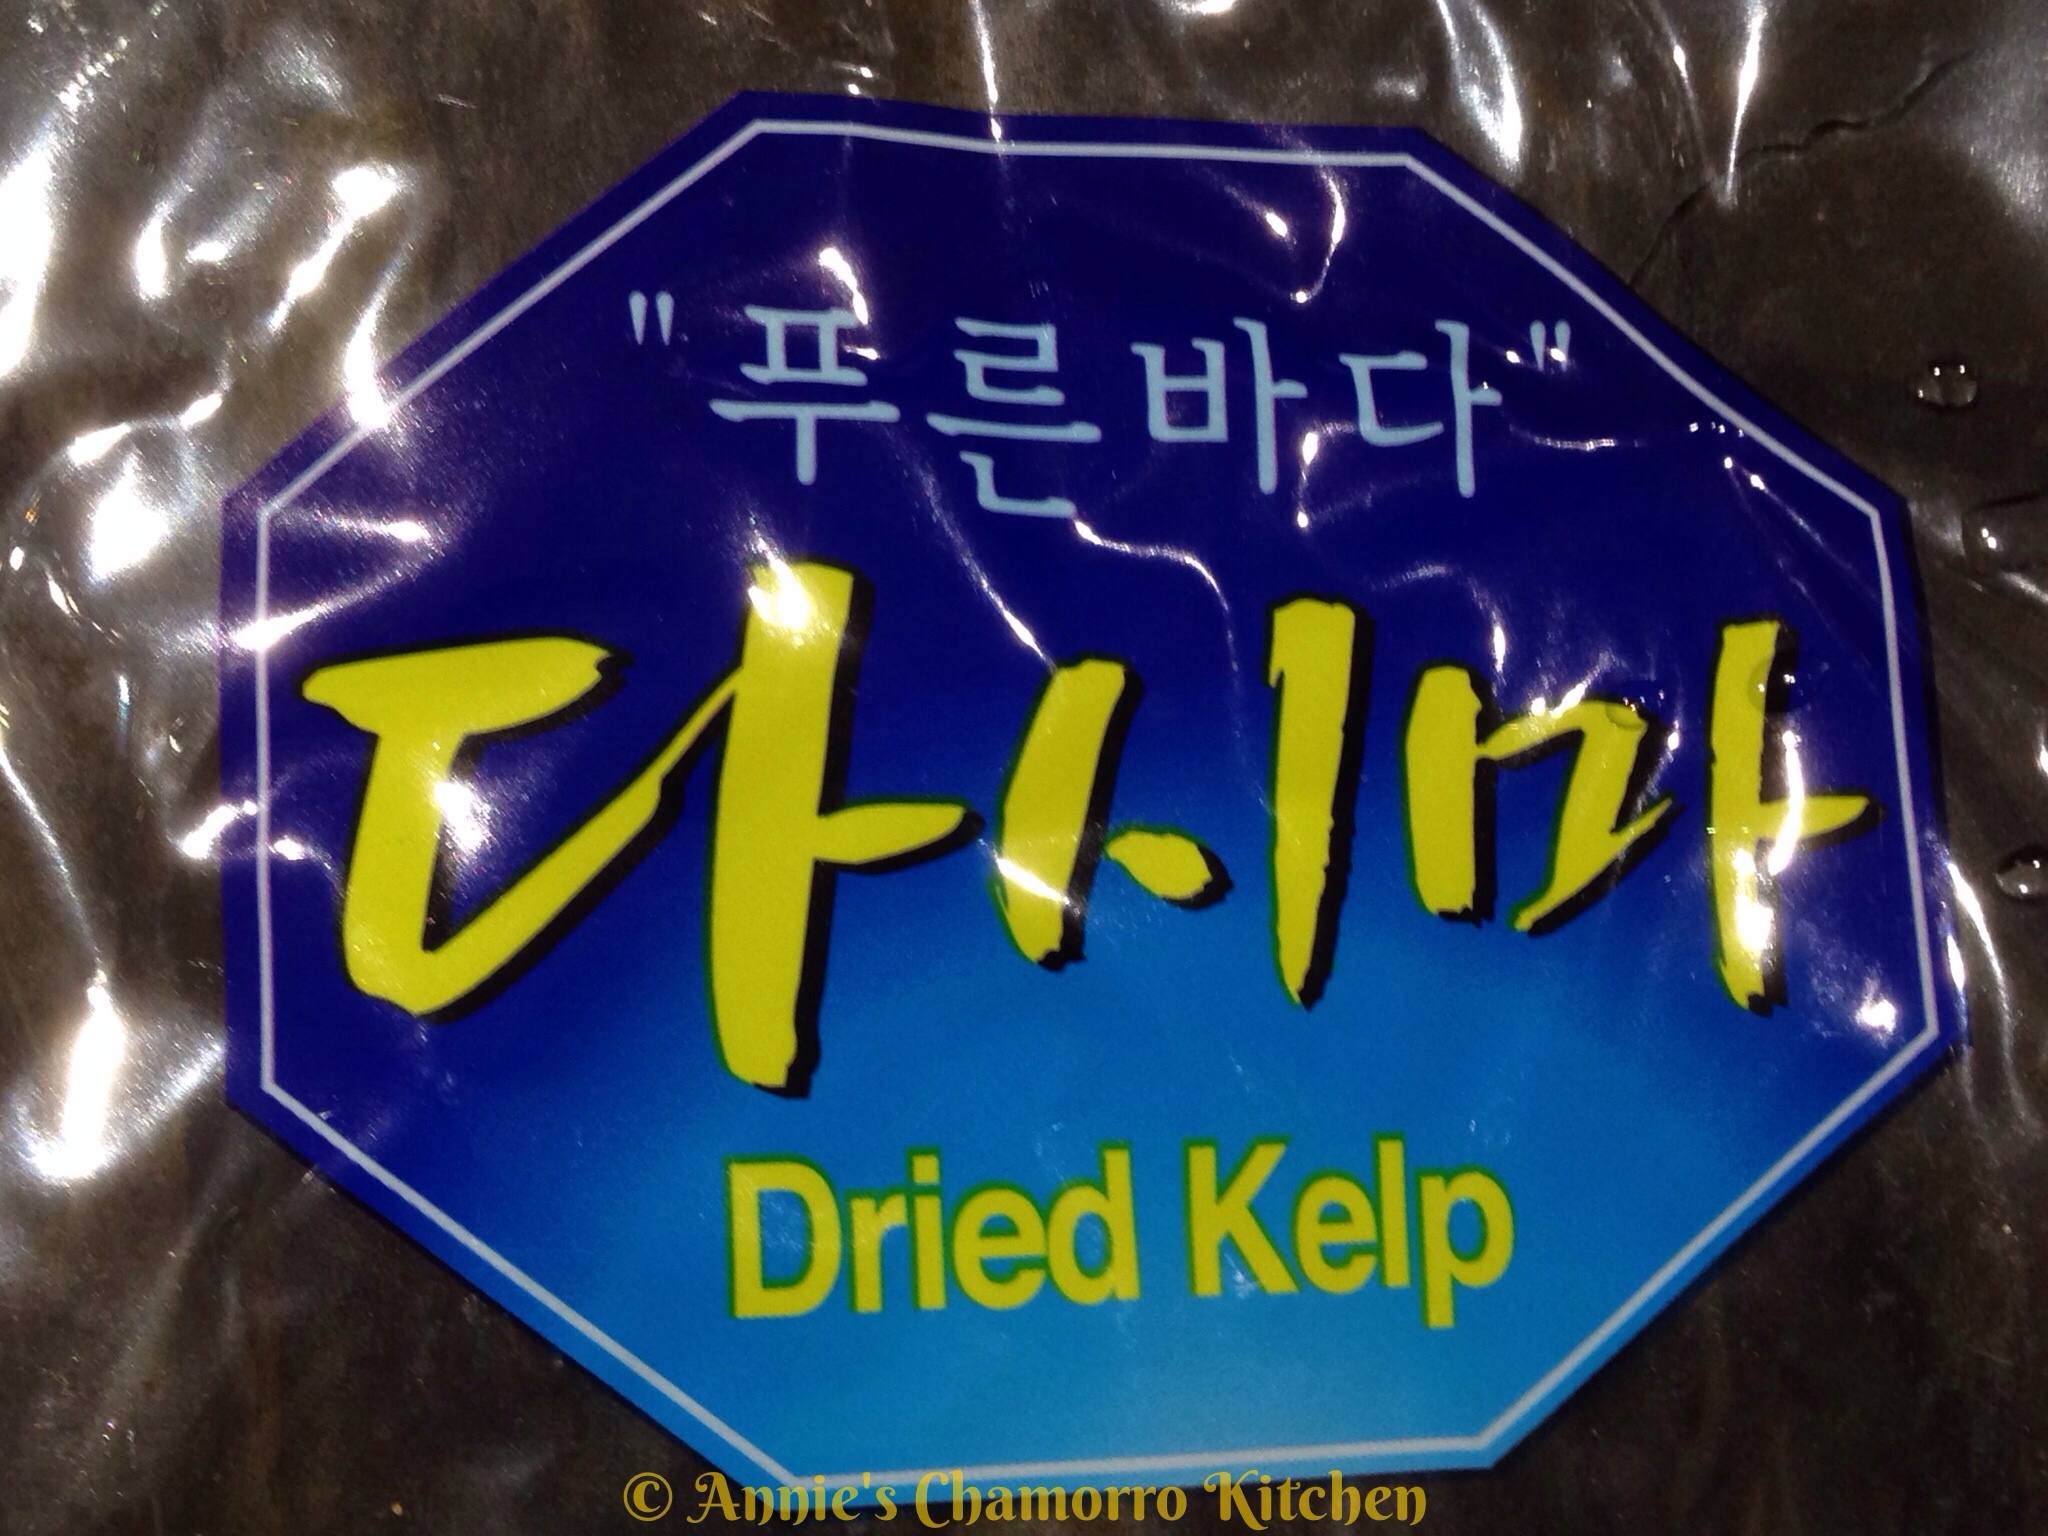 "푸른바다"
다시마
Dried Kelp
© Annie's Chamorro Kitchen